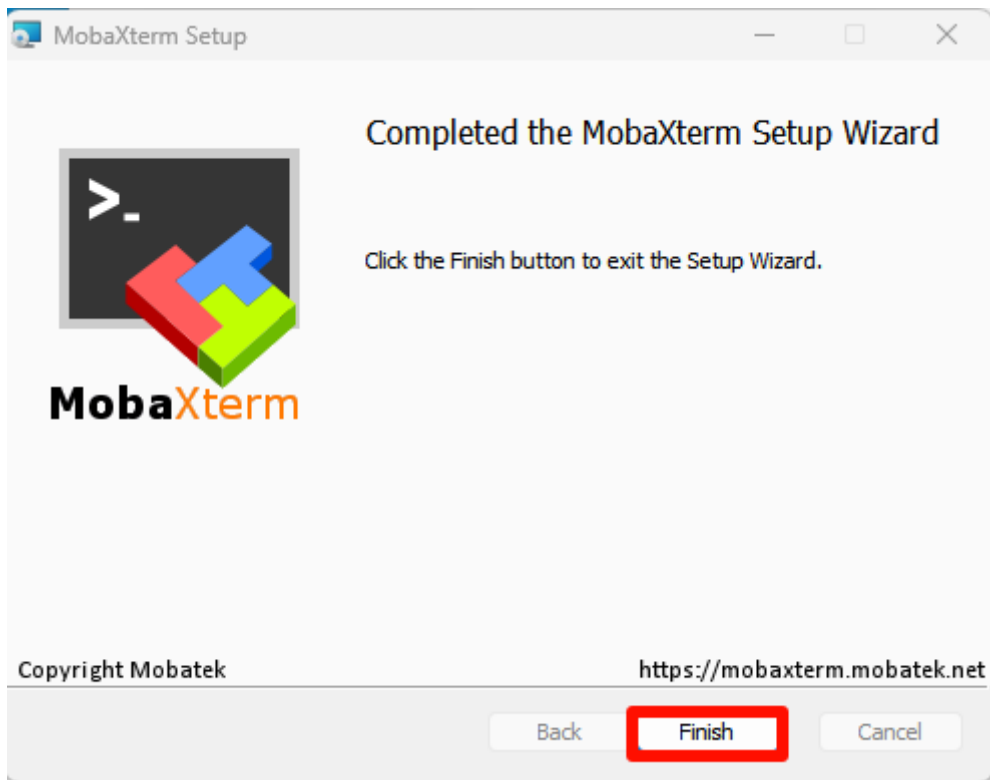 MobaXterm Setup
Completed the MobaXterm Setup Wizard
>_
Click the Finish button to exit the Setup Wizard.
MobaXterm
Copyright Mobatek
https://mobaxterm.mobatek.net
Back
Finish
Cancel